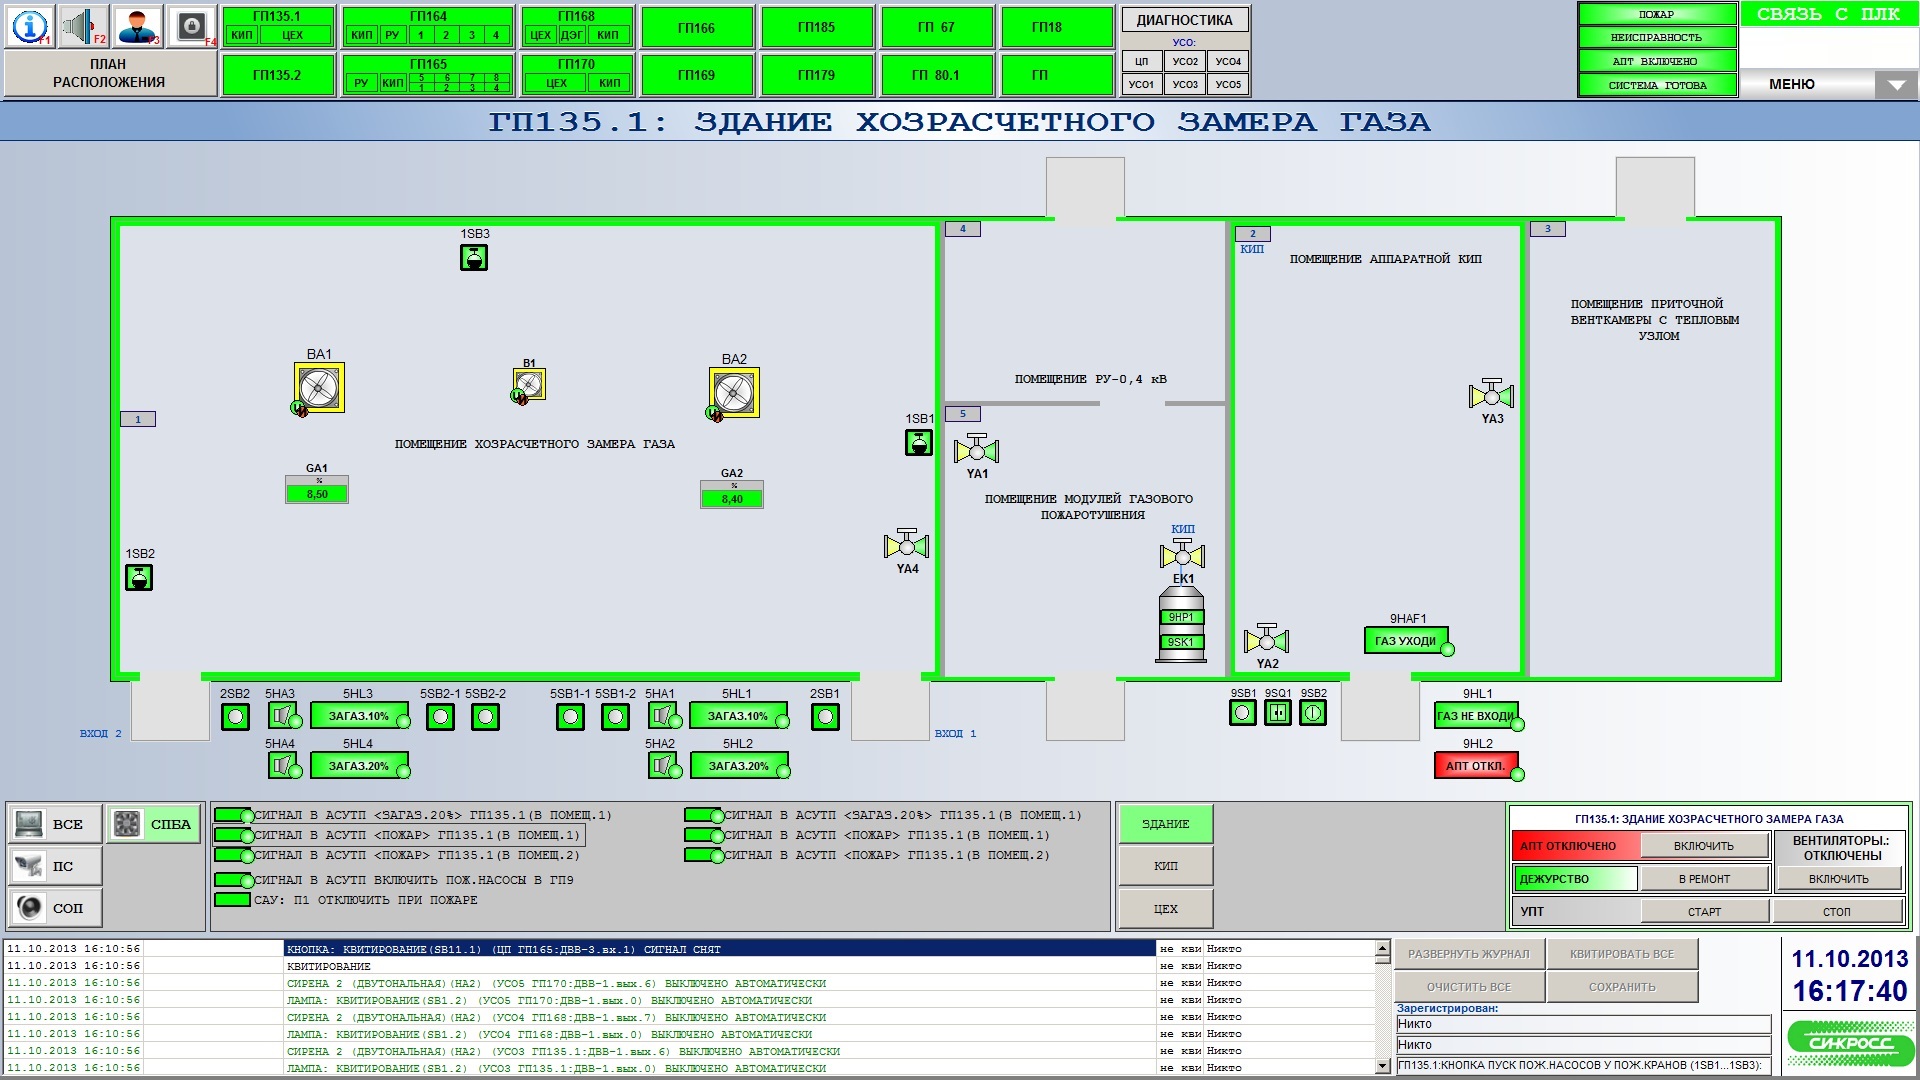 F1
F2
F3
F4
ПЛАН
РАСПОЛОЖЕНИЯ
ГП135.1
КИП ЦЕХ
ГП135.2
ГП164
КИП РУ 1 2 3 4
ГП165
РУ КИП 5 6 7 8
1 2 3 4
ГП168
ЦЕХ ДЭГ КИП
ГП170
ЦЕХ КИП
ГП166
ГП169
ГП185
ГП179
ГП 67
ГП 80.1
ГП18
ГП
ДИАГНОСТИКА
УСО:
ЦП УСО2 УСО4
УСО1 УСО3 УСО5
ПОЖАР
НЕИСПРАВНОСТЬ
АПТ ВКЛЮЧЕНО
СИСТЕМА ГОТОВА
СВЯЗЬ С ПЛК
МЕНЮ
ГП135.1: ЗДАНИЕ ХОЗРАСЧЕТНОГО ЗАМЕРА ГАЗА
1SB3
4
2
КИП
3
ПОМЕЩЕНИЕ АППАРАТНОЙ КИП
ПОМЕЩЕНИЕ ПРИТОЧНОЙ
ВЕНТКАМЕРЫ С ТЕПЛОВЫМ
УЗЛОМ
ВА1
В1
ВА2
ПОМЕЩЕНИЕ РУ-0,4 кВ
1
1SB1
5
YA3
ПОМЕЩЕНИЕ ХОЗРАСЧЕТНОГО ЗАМЕРА ГАЗА
GA1
%
8,50
GA2
%
8,40
YA1
ПОМЕЩЕНИЕ МОДУЛЕЙ ГАЗОВОГО
ПОЖАРОТУШЕНИЯ
КИП
1SB2
YA4
ЕК1
9HP1
9SK1
YA2
9HAF1
ГАЗ УХОДИ
2SB2 5HA3 5HL3 5SB2-1 5SB2-2 5SB1-1 5SB1-2 5HA1 5HL1 2SB1
ЗАГАЗ.10% ЗАГАЗ.10%
9SB1 9SQ1 9SB2
9HL1
ГАЗ НЕ ВХОДИ
ВХОД 2
ВХОД 1
5HA4 5HL4 5HA2 5HL2
ЗАГАЗ.20% ЗАГАЗ.20%
9HL2
АПТ ОТКЛ.
ВСЕ
СПБА
ПС
СОП
СИГНАЛ В АСУТП <ЗАГАЗ.20%> ГП135.1(В ПОМЕЩ.1)
СИГНАЛ В АСУТП <ПОЖАР> ГП135.1(В ПОМЕЩ.1)
СИГНАЛ В АСУТП <ПОЖАР> ГП135.1(В ПОМЕЩ.2)
СИГНАЛ В АСУТП ВКЛЮЧИТЬ ПОЖ.НАСОСЫ В ГП9
САУ: П1 ОТКЛЮЧИТЬ ПРИ ПОЖАРЕ
СИГНАЛ В АСУТП <ЗАГАЗ.20%> ГП135.1(В ПОМЕЩ.1)
СИГНАЛ В АСУТП <ПОЖАР> ГП135.1(В ПОМЕЩ.1)
СИГНАЛ В АСУТП <ПОЖАР> ГП135.1(В ПОМЕЩ.2)
ЗДАНИЕ
КИП
ЦЕХ
ГП135.1: ЗДАНИЕ ХОЗРАСЧЕТНОГО ЗАМЕРА ГАЗА
АПТ ОТКЛЮЧЕНО ВКЛЮЧИТЬ
ДЕЖУРСТВО В РЕМОНТ
ВЕНТИЛЯТОРЫ.:
ОТКЛЮЧЕНЫ
ВКЛЮЧИТЬ
УПТ СТАРТ СТОП
11.10.2013 16:10:56 КНОПКА: КВИТИРОВАНИЕ(SB11.1) (ЦП ГП165:ДВВ-3.вх.1) СИГНАЛ СНЯТ не кви Никто
11.10.2013 16:10:56 КВИТИРОВАНИЕ не кви Никто
11.10.2013 16:10:56 СИРЕНА 2 (ДВУТОНАЛЬНАЯ)(НА2) (УСО5 ГП170:ДВВ-1.вых.6) ВЫКЛЮЧЕНО АВТОМАТИЧЕСКИ не кви Никто
11.10.2013 16:10:56 ЛАМПА: КВИТИРОВАНИЕ(SB1.2) (УСО5 ГП170:ДВВ-1.вых.0) ВЫКЛЮЧЕНО АВТОМАТИЧЕСКИ не кви Никто
11.10.2013 16:10:56 СИРЕНА 2 (ДВУТОНАЛЬНАЯ)(НА2) (УСО4 ГП168:ДВВ-1.вых.7) ВЫКЛЮЧЕНО АВТОМАТИЧЕСКИ не кви Никто
11.10.2013 16:10:56 ЛАМПА: КВИТИРОВАНИЕ(SB1.2) (УСО4 ГП168:ДВВ-1.вых.0) ВЫКЛЮЧЕНО АВТОМАТИЧЕСКИ не кви Никто
11.10.2013 16:10:56 СИРЕНА 2 (ДВУТОНАЛЬНАЯ)(НА2) (УСО3 ГП135.1:ДВВ-1.вых.6) ВЫКЛЮЧЕНО АВТОМАТИЧЕСКИ не кви Никто
11.10.2013 16:10:56 ЛАМПА: КВИТИРОВАНИЕ(SB1.2) (УСО3 ГП135.1:ДВВ-1.вых.0) ВЫКЛЮЧЕНО АВТОМАТИЧЕСКИ не кви Никто
РАЗВЕРНУТЬ ЖУРНАЛ КВИТИРОВАТЬ ВСЕ
ОЧИСТИТЬ ВСЕ СОХРАНИТЬ
Зарегистрирован:
Никто
Никто
ГП135.1:КНОПКА ПУСК ПОЖ.НАСОСОВ У ПОЖ.КРАНОВ (1SB1...1SB3):
11.10.2013
16:17:40
СИКРОСС